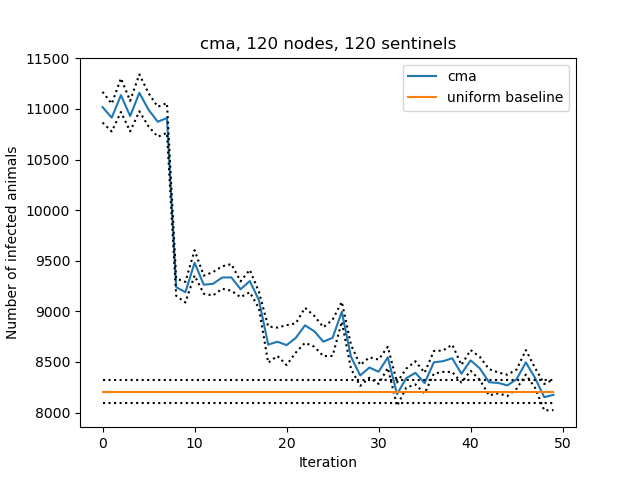 cma, 120 nodes, 120 sentinels
cma
uniform baseline
Number of infected animals
11500
11000
10500
10000
9500
9000
8500
8000
0 10 20 30 40 50
Iteration